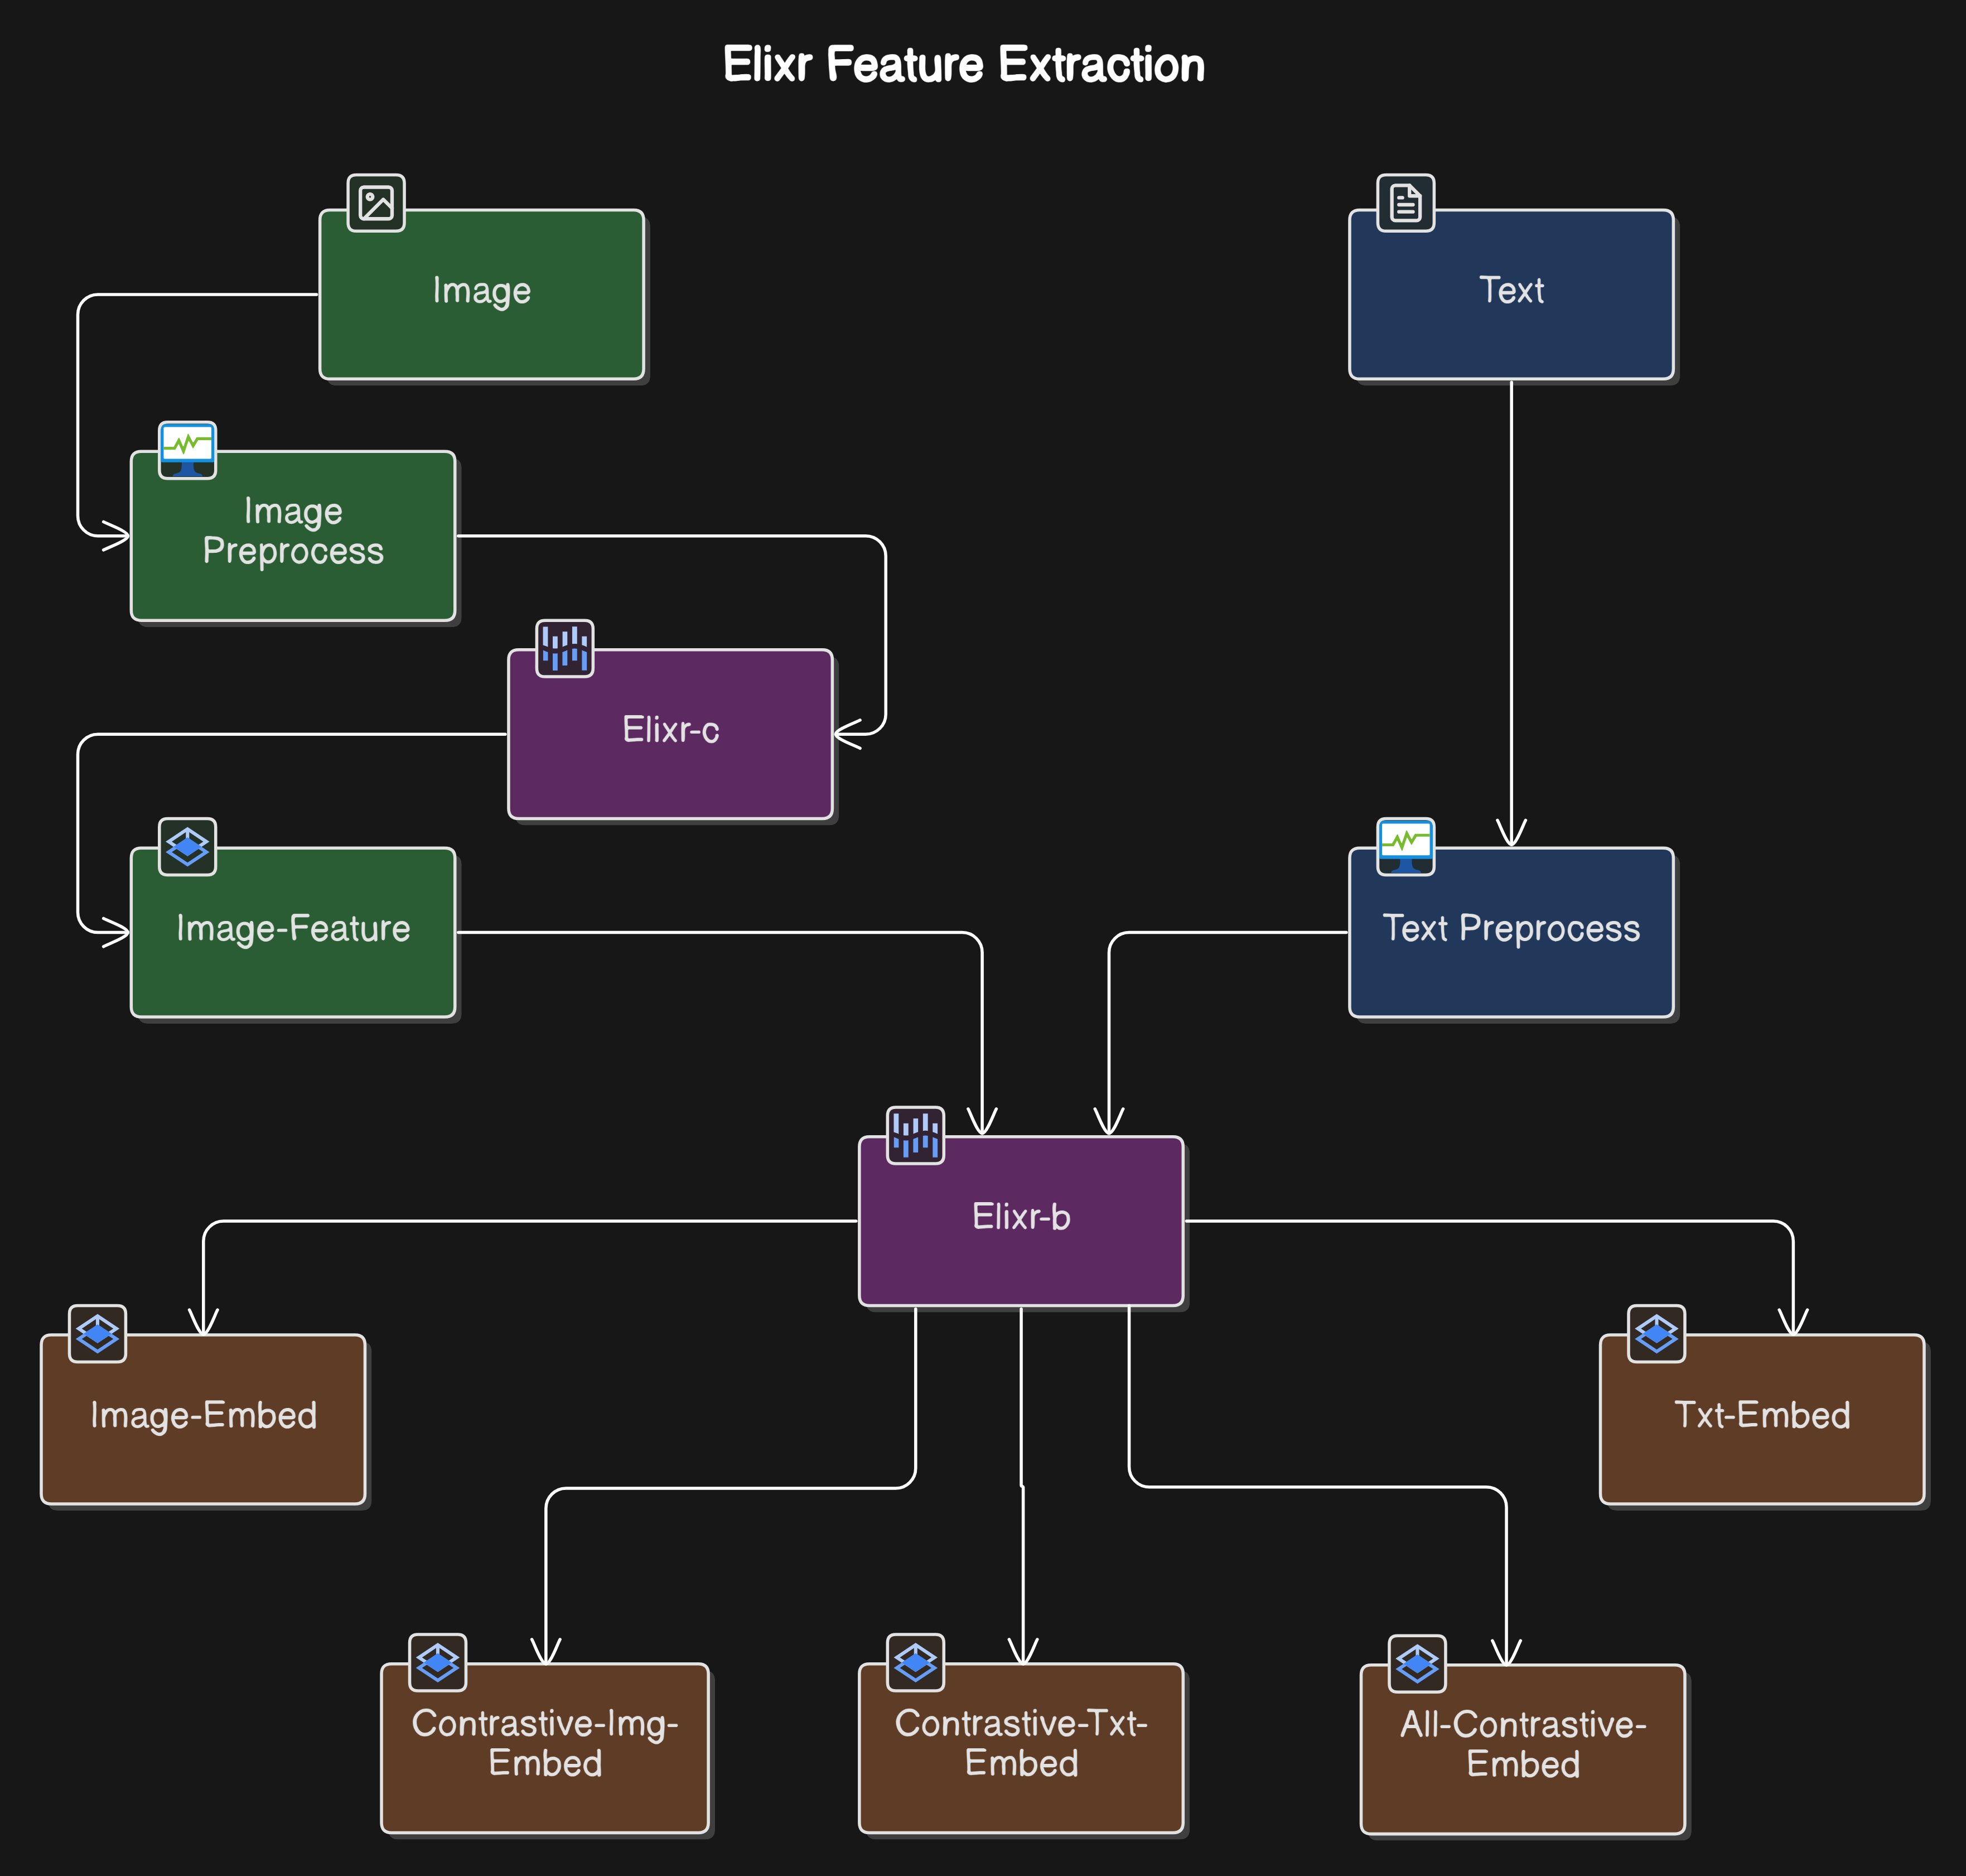 Elixr Feature Extraction
Image
Text
Image
Preprocess
Elixr-c
Image-Feature
Text Preprocess
Elixr-b
Image-Embed
Txt-Embed
Contrastive-Img-
Embed
Contrastive-Txt-
Embed
All-Contrastive-
Embed